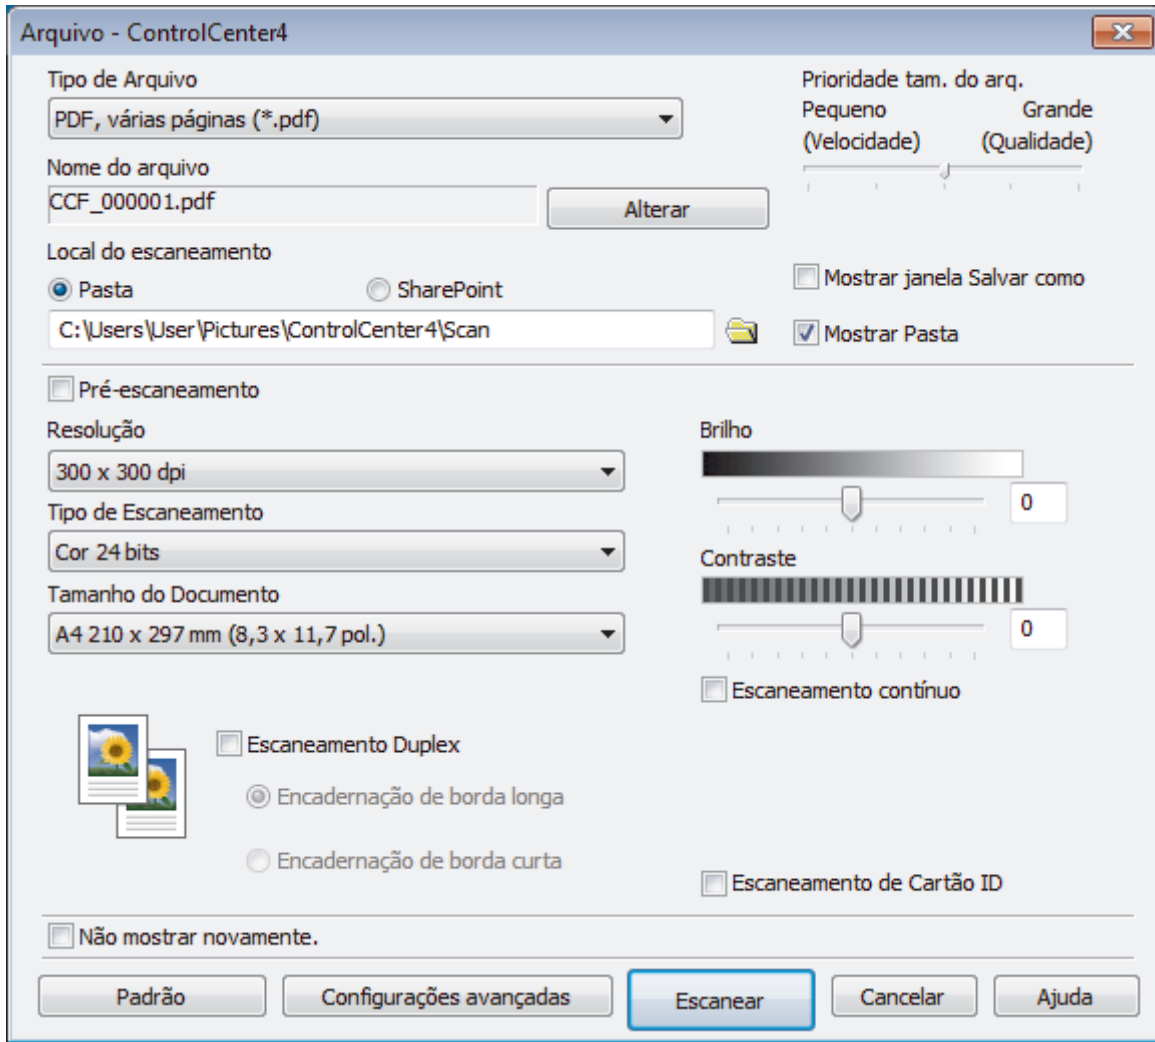 Arquivo - ControlCenter4
Tipo de Arquivo
PDF, várias páginas (*.pdf)
Prioridade tam. do arq.
Pequeno Grande
(Velocidade) (Qualidade)
Nome do arquivo
CCF_000001.pdf
Alterar
Local do escaneamento
Pasta
SharePoint
Mostrar janela Salvar como
C:\Users\User\Pictures\ControlCenter4\Scan
Mostrar Pasta
Pré-escaneamento
Resolução
300 x 300 dpi
Tipo de Escaneamento
Cor 24 bits
Tamanho do Documento
A4 210 x 297 mm (8,3 x 11,7 pol.)
Brilho
0
Contraste
0
Escaneamento contínuo
Escaneamento Duplex
Encadernação de borda longa
Encadernação de borda curta
Escaneamento de Cartão ID
Não mostrar novamente.
Padrão
Configurações avançadas
Escanear
Cancelar
Ajuda